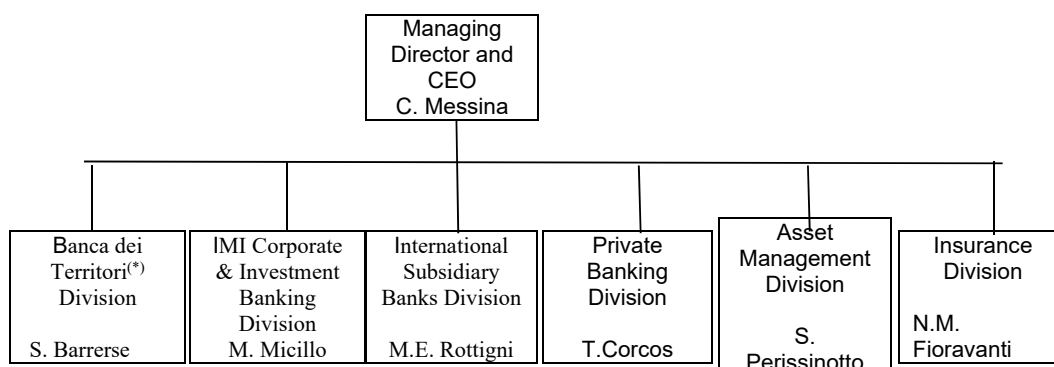 Managing
Director and
CEO
C. Messina
Banca dei
Territori(*)
Division
S. Barrerse
IMI Corporate
& Investment
Banking
Division
M. Micillo
International
Subsidiary
Banks Division
M.E. Rottigni
Private
Banking
Division
T.Corcos
Asset
Management
Division
S.
Perissinotto
Insurance
Division
N.M.
Fioravanti